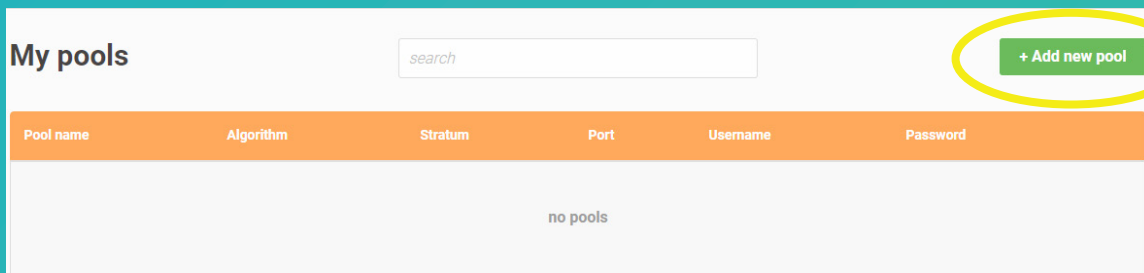 My pools
search
+ Add new pool
Pool name Algorithm Stratum Port Username Password
no pools